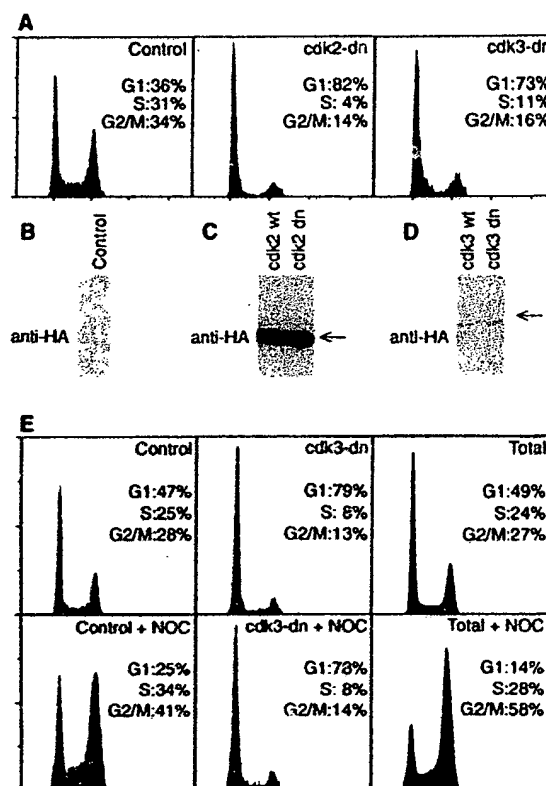 A
Control
G1:36%
S:31%
G2/M:34%
cdk2-dn
G1:82%
S: 4%
G2/M:14%
cdk3-dn
G1:73%
S:11%
G2/M:16%
B
Control
anti-HA
C
cdk2 wt
cdk2 dn
anti-HA
D
cdk3 wt
cdk3 dn
anti-HA
E
Control
G1:47%
S:25%
G2/M:28%
cdk3-dn
G1:79%
S: 8%
G2/M:13%
Total
G1:49%
S:24%
G2/M:27%
Control + NOC
G1:25%
S:34%
G2/M:41%
cdk3-dn + NOC
G1:78%
S: 8%
G2/M:14%
Total + NOC
G1:14%
S:28%
G2/M:58%